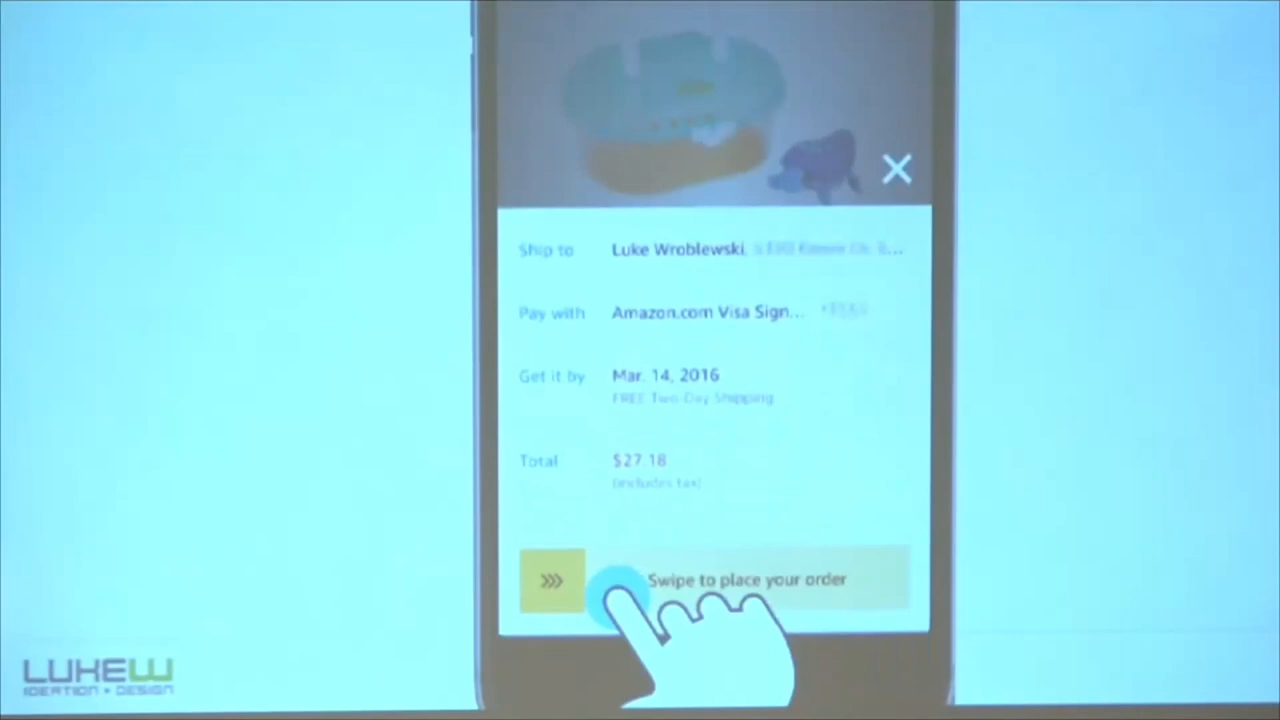 Ship to Luke Wroblewski,
Pay with Amazon.com Visa Sign...
Get it by Mar. 14, 2016
FREE Two-Day Shipping
Total $27.18
(includes tax)
Swipe to place your order
LUKEW
IDEATION + DESIGN